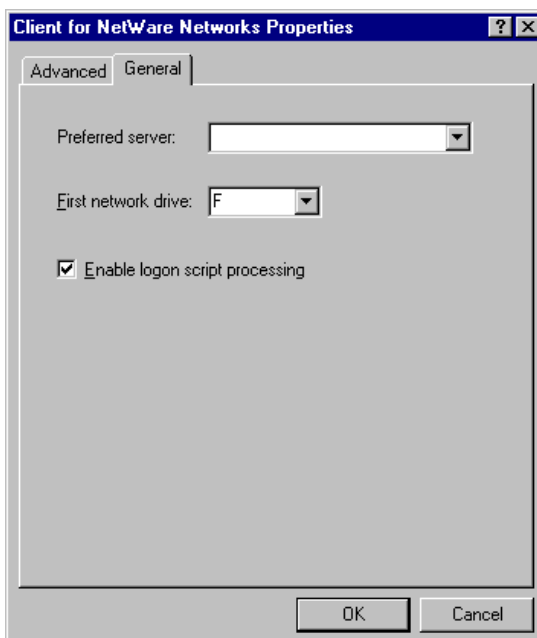 Client for NetWare Networks Properties
Advanced General
Preferred server:
First network drive: F
Enable logon script processing
OK Cancel